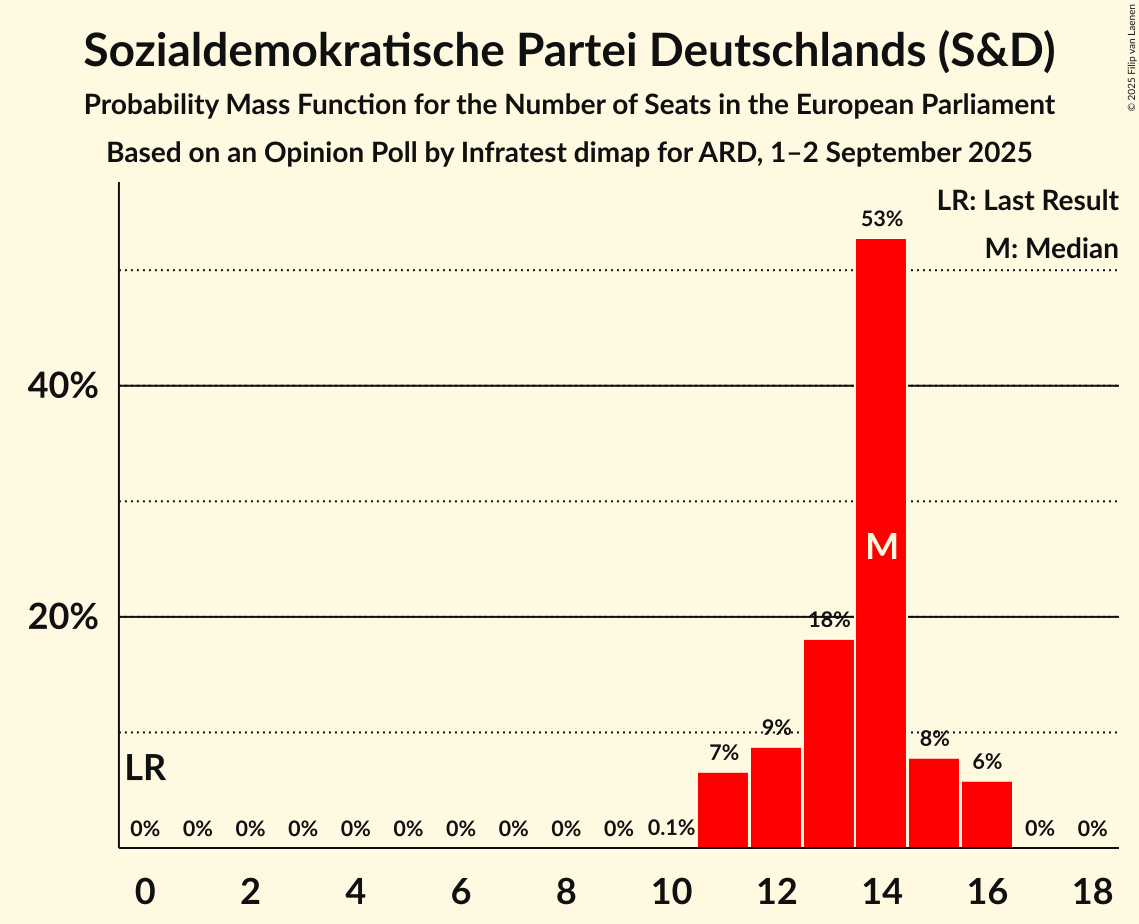 Sozialdemokratische Partei Deutschlands (S&D)
Probability Mass Function for the Number of Seats in the European Parliament
Based on an Opinion Poll by Infratest dimap for ARD, 1–2 September 2025
© 2025 Filip van Laenen
LR: Last Result
M: Median
53%
40%
M
20%
18%
9%
8%
7%
6%
LR
0% 0% 0% 0% 0% 0% 0% 0% 0% 0% 0.1% 0% 0%
0 2 4 6 8 10 12 14 16 18